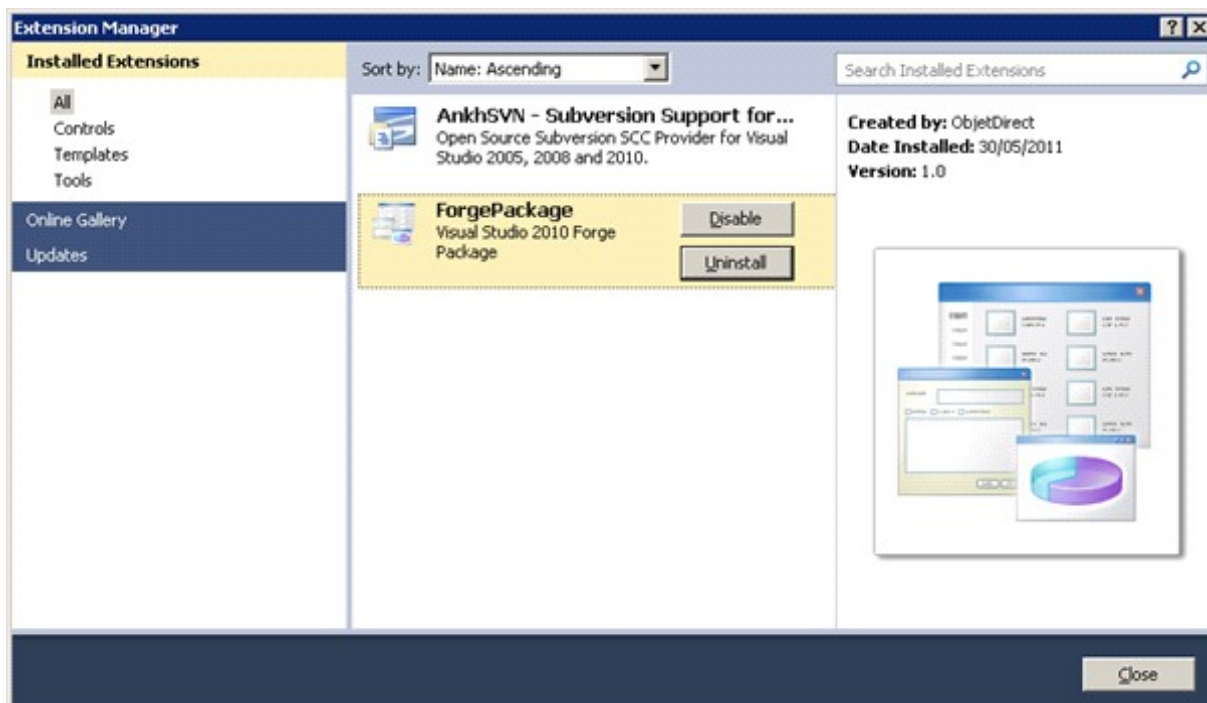 Extension Manager
Installed Extensions
All
Controls
Templates
Tools
Online Gallery
Updates
Sort by: Name: Ascending
AnkhSVN - Subversion Support for...
Open Source Subversion SCC Provider for Visual
Studio 2005, 2008 and 2010.
ForgePackage
Visual Studio 2010 Forge
Package
Disable
Uninstall
Search Installed Extensions
Created by: ObjetDirect
Date Installed: 30/05/2011
Version: 1.0
Close